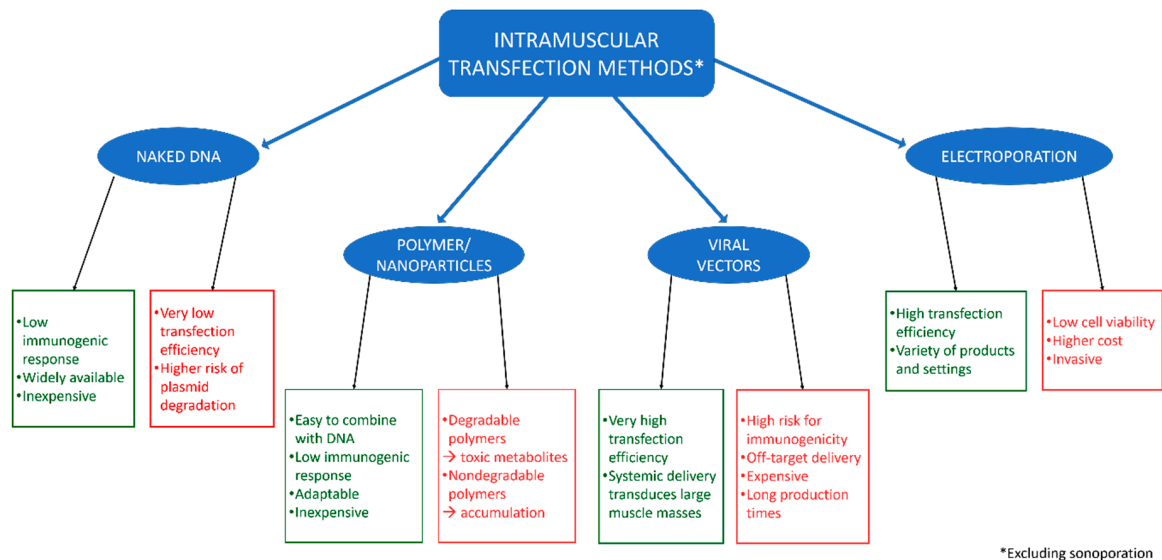 INTRAMUSCULAR
TRANSFECTION METHODS*
NAKED DNA
ELECTROPORATION
POLYMER/
NANOPARTICLES
VIRAL
VECTORS
•Low
immunogenic
response
•Widely available
•Inexpensive
•Very low
transfection
efficiency
•Higher risk of
plasmid
degradation
•Easy to combine
with DNA
•Low immunogenic
response
•Adaptable
•Inexpensive
•Degradable
polymers
→ toxic metabolites
•Nondegradable
polymers
→ accumulation
•Very high
transfection
efficiency
•Systemic delivery
transduces large
muscle masses
•High risk for
immunogenicity
•Off-target delivery
•Expensive
•Long production
times
•High transfection
efficiency
•Variety of products
and settings
•Low cell viability
•Higher cost
•Invasive
*Excluding sonoporation